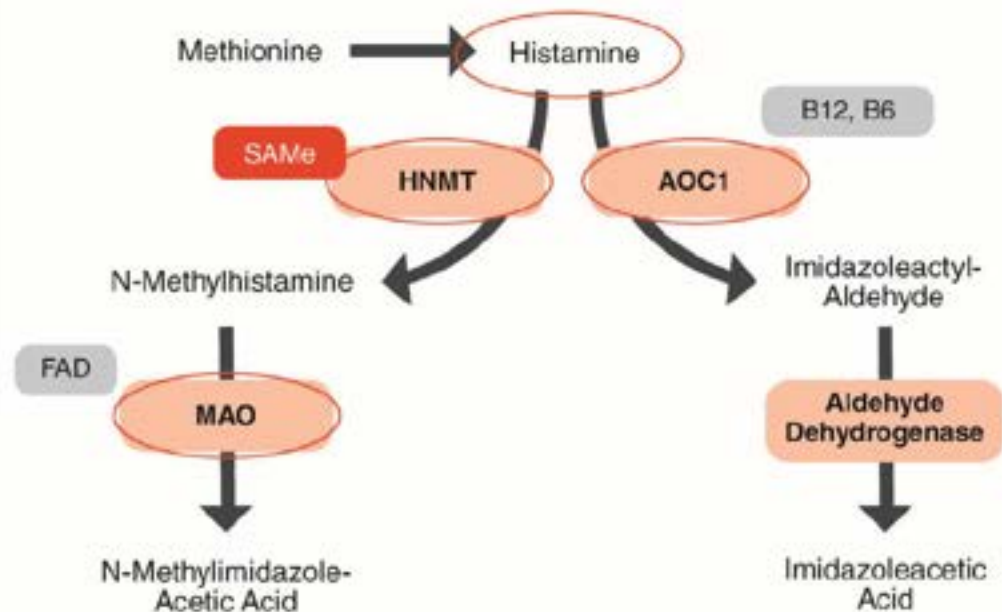 Methionine
Histamine
B12, B6
SAMe
HNMT
AOC1
N-Methylhistamine
Imidazoleactyl-
Aldehyde
FAD
MAO
Aldehyde
Dehydrogenase
N-Methylimidazole-
Acetic Acid
Imidazoleacetic
Acid